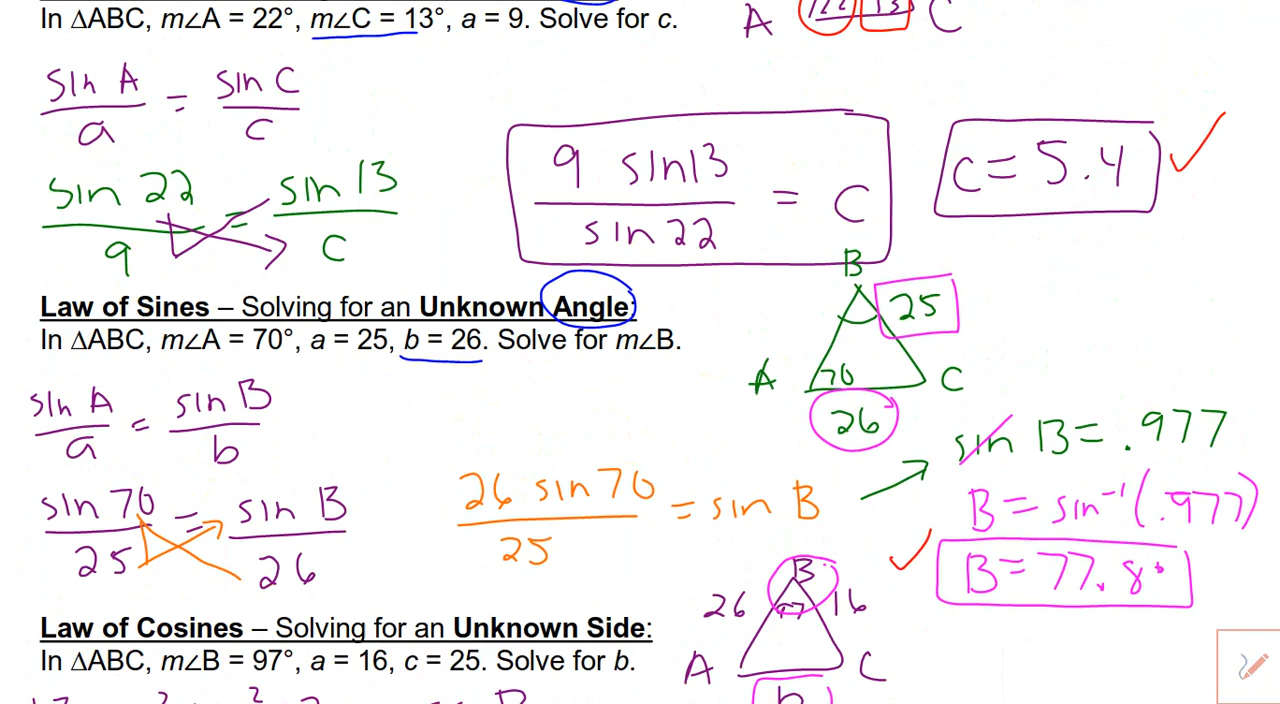 In ΔABC, m∠A = 22°, m∠C = 13°, a = 9. Solve for c.
A 22 13 C
sin A / a = sin C / c
sin 22 / 9 = sin 13 / c
9 sin13 / sin 22 = C
c = 5.4
Law of Sines – Solving for an Unknown Angle:
In ΔABC, m∠A = 70°, a = 25, b = 26. Solve for m∠B.
B
25
A 70 C
26
sin A / a = sin B / b
sin 70 / 25 = sin B / 26
26 sin 70 / 25 = sin B
sin B = .977
B = sin⁻¹(.977)
B = 77.8°
Law of Cosines – Solving for an Unknown Side:
In ΔABC, m∠B = 97°, a = 16, c = 25. Solve for b.
B
26 97 16
A C
b